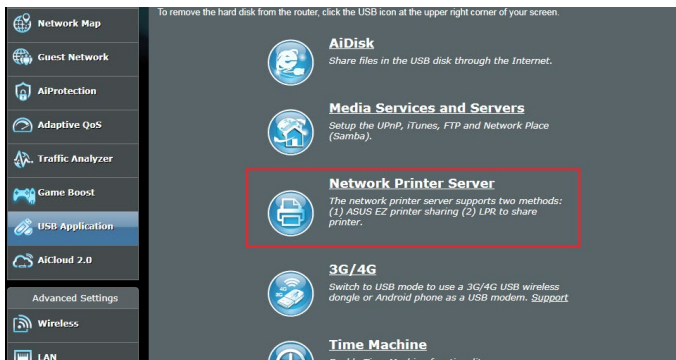 To remove the hard disk from the router, click the USB icon at the upper right corner of your screen.
Network Map
Guest Network
AiProtection
Adaptive QoS
Traffic Analyzer
Game Boost
USB Application
AiCloud 2.0
Advanced Settings
Wireless
LAN
AiDisk
Share files in the USB disk through the Internet.
Media Services and Servers
Setup the UPnP, iTunes, FTP and Network Place
(Samba).
Network Printer Server
The network printer server supports two methods:
(1) ASUS EZ printer sharing (2) LPR to share
printer.
3G/4G
Switch to USB mode to use a 3G/4G USB wireless
dongle or Android phone as a USB modem. Support
Time Machine